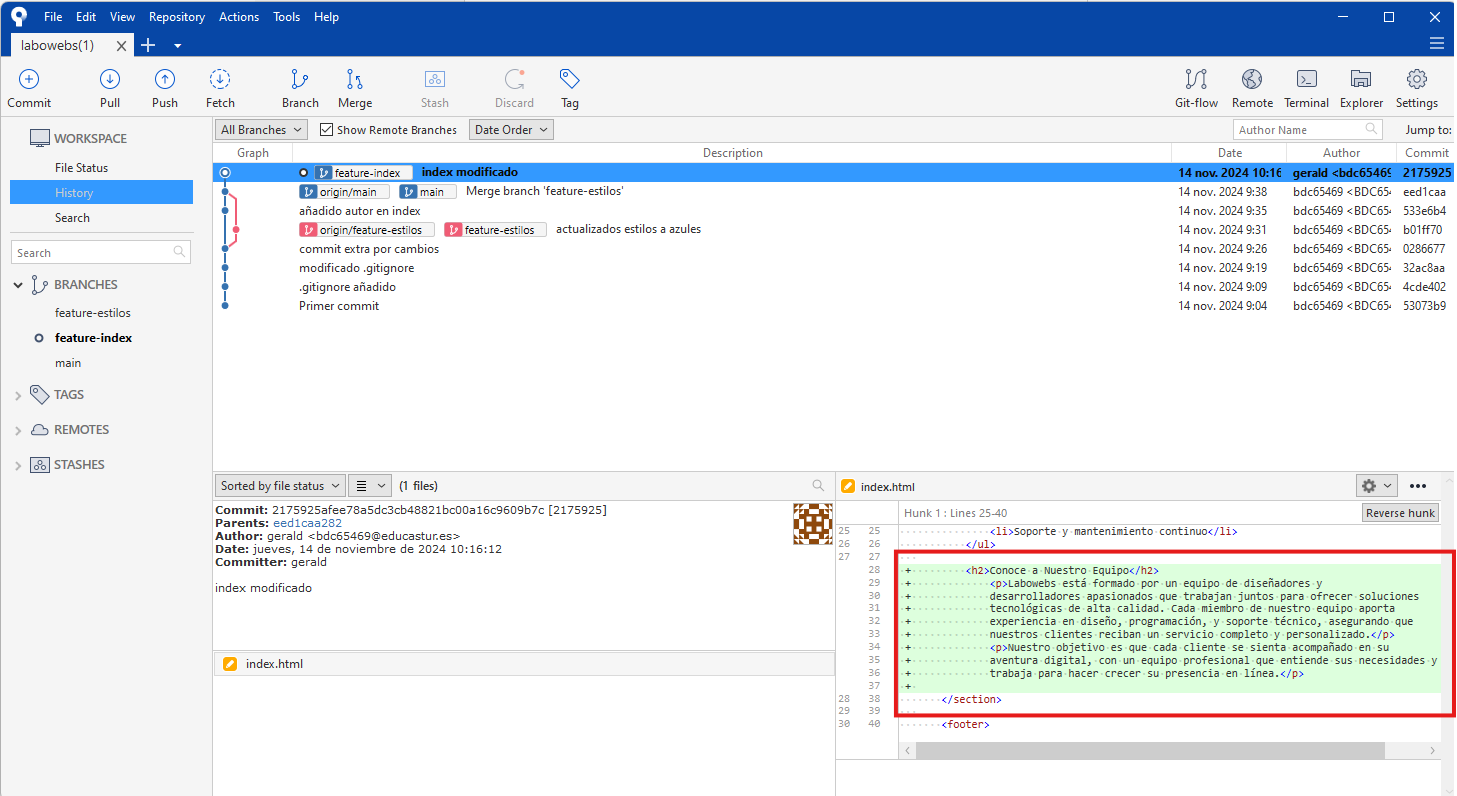 File Edit View Repository Actions Tools Help
labowebs(1)
Commit Pull Push Fetch Branch Merge Stash Discard Tag Git-flow Remote Terminal Explorer Settings
WORKSPACE
File Status
History
Search
Search
BRANCHES
feature-estilos
feature-index
main
TAGS
REMOTES
STASHES
All Branches Show Remote Branches Date Order Author Name Jump to:
Graph Description Date Author Commit
feature-index index modificado 14 nov. 2024 10:16 gerald <bdc65469 2175925
origin/main main Merge branch 'feature-estilos' 14 nov. 2024 9:38 bdc65469 <BDC654 eed1caa
añadido autor en index 14 nov. 2024 9:35 bdc65469 <BDC654 533e6b4
origin/feature-estilos feature-estilos actualizados estilos a azules 14 nov. 2024 9:31 bdc65469 <BDC654 b01ff70
commit extra por cambios 14 nov. 2024 9:26 bdc65469 <BDC654 0286677
modificado .gitignore 14 nov. 2024 9:19 bdc65469 <BDC654 32ac8aa
.gitignore añadido 14 nov. 2024 9:09 bdc65469 <BDC654 4cde402
Primer commit 14 nov. 2024 9:04 bdc65469 <BDC654 53073b9
Sorted by file status (1 files)
Commit: 2175925afee78a5dc3cb48821bc00a16c9609b7c [2175925]
Parents: eed1caa282
Author: gerald <bdc65469@educastur.es>
Date: jueves, 14 de noviembre de 2024 10:16:12
Committer: gerald
index modificado
index.html
index.html
Hunk 1 : Lines 25-40 Reverse hunk
25 25 <li>Soporte y mantenimiento continuo</li>
26 26 </ul>
27 27
28 + <h2>Conoce a Nuestro Equipo</h2>
29 + <p>Labowebs está formado por un equipo de diseñadores y
30 + desarrolladores apasionados que trabajan juntos para ofrecer soluciones
31 + tecnológicas de alta calidad. Cada miembro de nuestro equipo aporta
32 + experiencia en diseño, programación, y soporte técnico, asegurando que
33 + nuestros clientes reciban un servicio completo y personalizado.</p>
34 + <p>Nuestro objetivo es que cada cliente se sienta acompañado en su
35 + aventura digital, con un equipo profesional que entiende sus necesidades y
36 + trabaja para hacer crecer su presencia en línea.</p>
37 +
28 38 </section>
29 39
30 40 <footer>